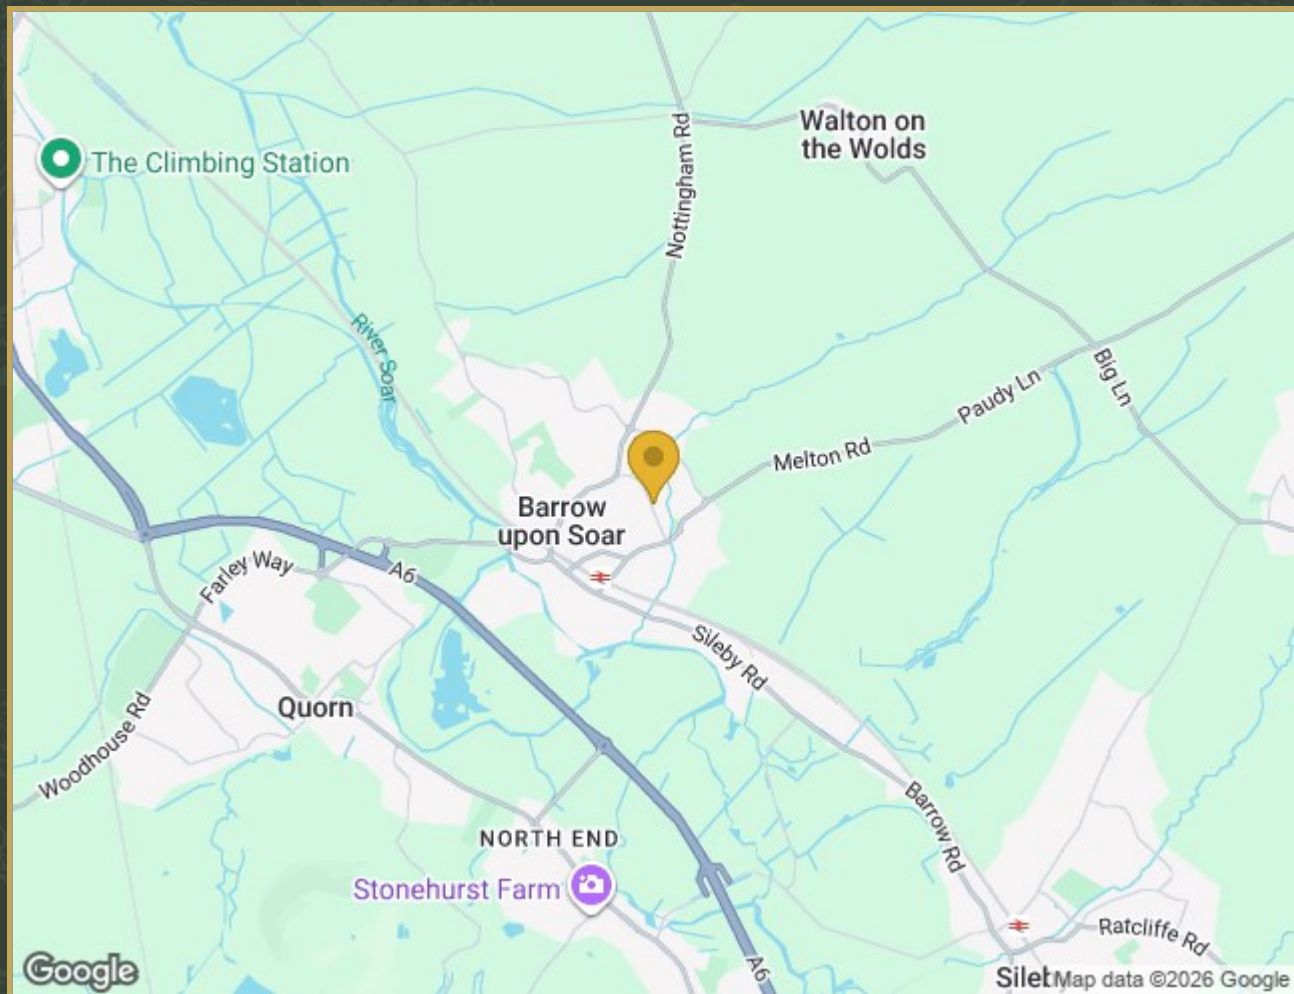 Walton on
the Wolds
The Climbing Station
Nottingham Rd
River Soar
Big Ln
Paudy Ln
Melton Rd
Barrow
upon Soar
Farley Way
A6
Sileby Rd
Quorn
Woodhouse Rd
Barrow Rd
NORTH END
Stonehurst Farm
Ratcliffe Rd
A6
Google
Map data ©2026 Google